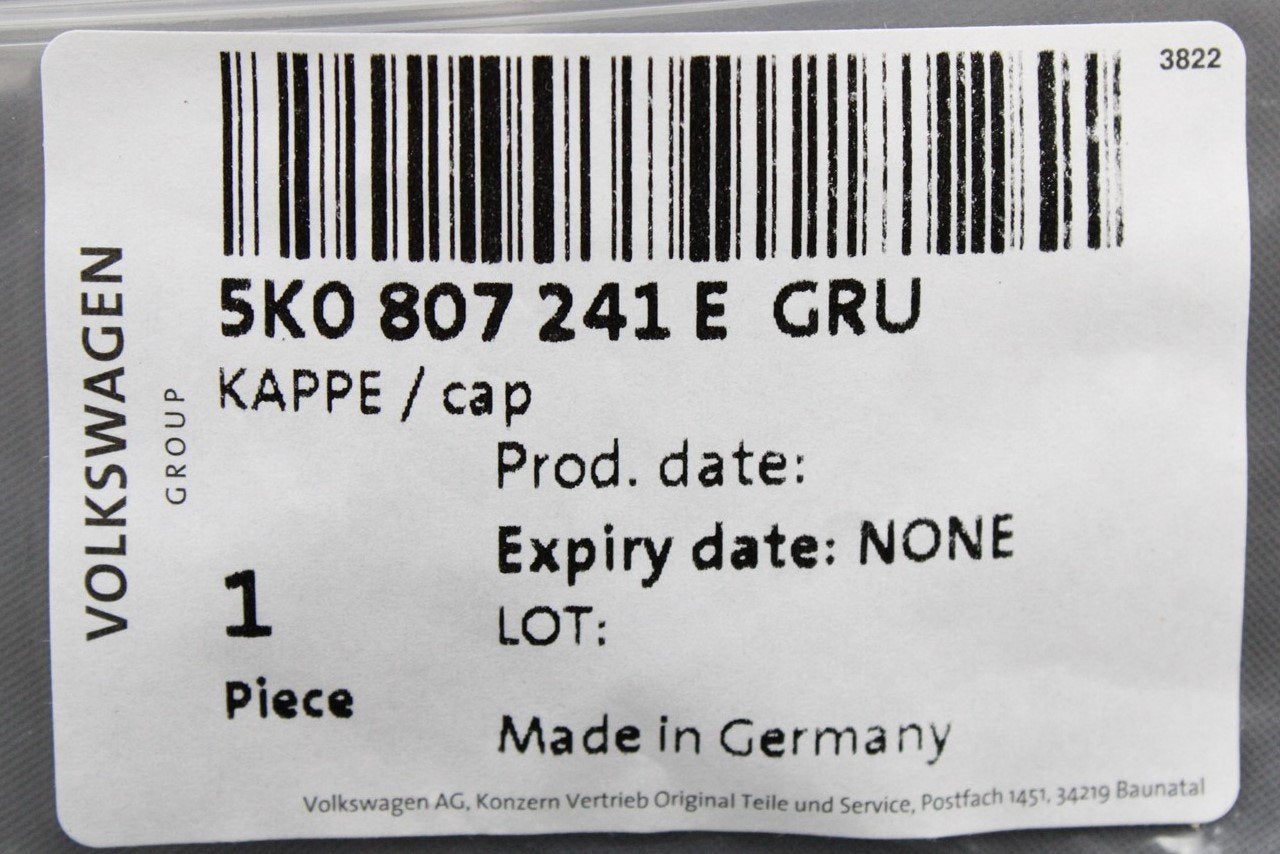 3822
5K0 807 241 E GRU
KAPPE / cap
Prod. date:
Expiry date: NONE
1
LOT:
Piece
Made in Germany
Volkswagen AG, Konzern Vertrieb Original Teile und Service, Postfach 1451, 34219 Baunatal
VOLKSWAGEN
GROUP